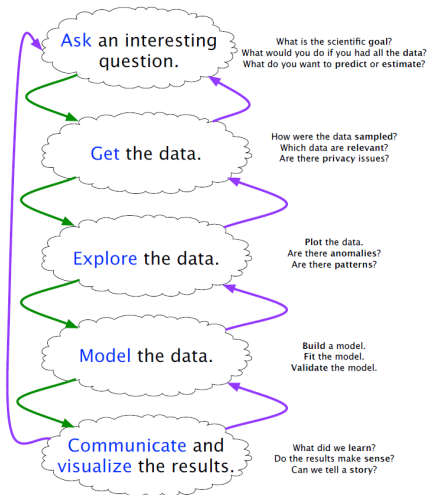 Ask an interesting
question.
What is the scientific goal?
What would you do if you had all the data?
What do you want to predict or estimate?
Get the data.
How were the data sampled?
Which data are relevant?
Are there privacy issues?
Explore the data.
Plot the data.
Are there anomalies?
Are there patterns?
Model the data.
Build a model.
Fit the model.
Validate the model.
Communicate and
visualize the results.
What did we learn?
Do the results make sense?
Can we tell a story?